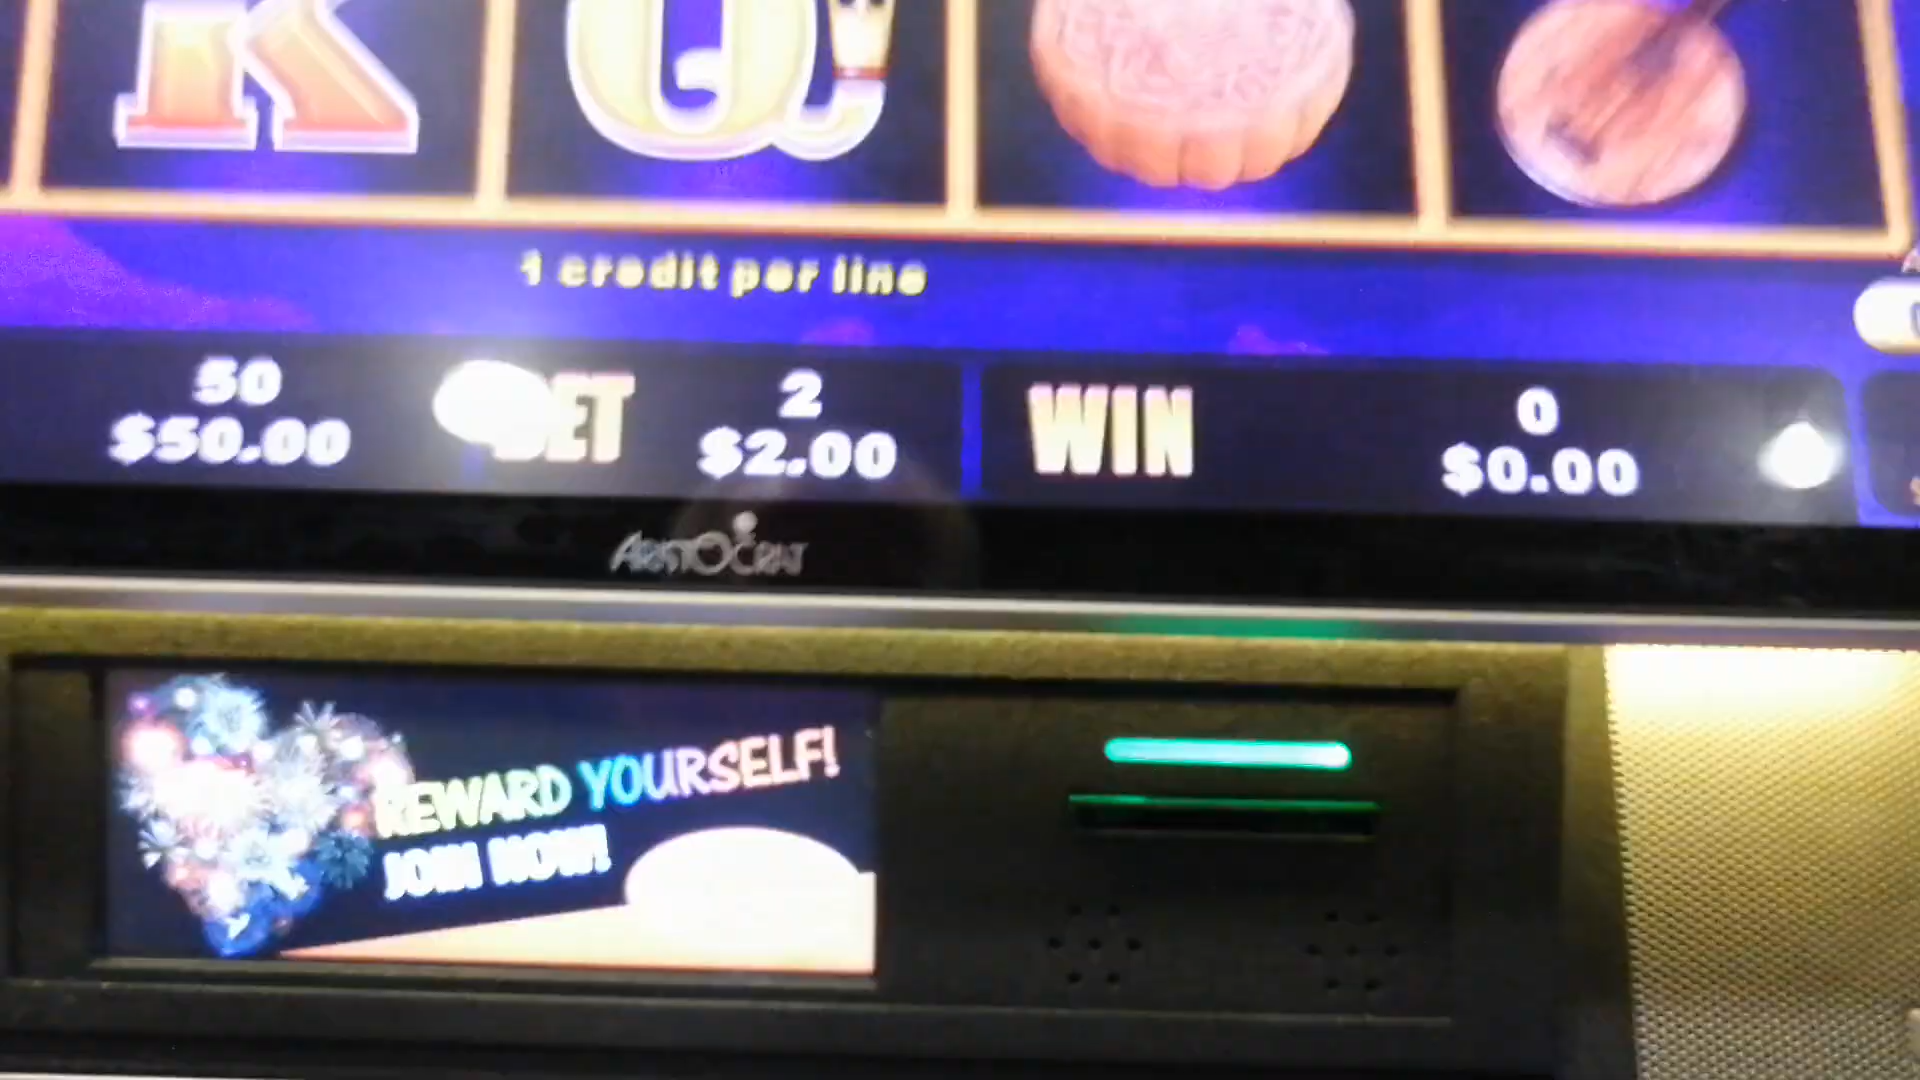 K Q
1 credit per line
50 BET 2 WIN 0
$50.00 $2.00 $0.00
ARISTOCRAT
REWARD YOURSELF!
JOIN NOW!